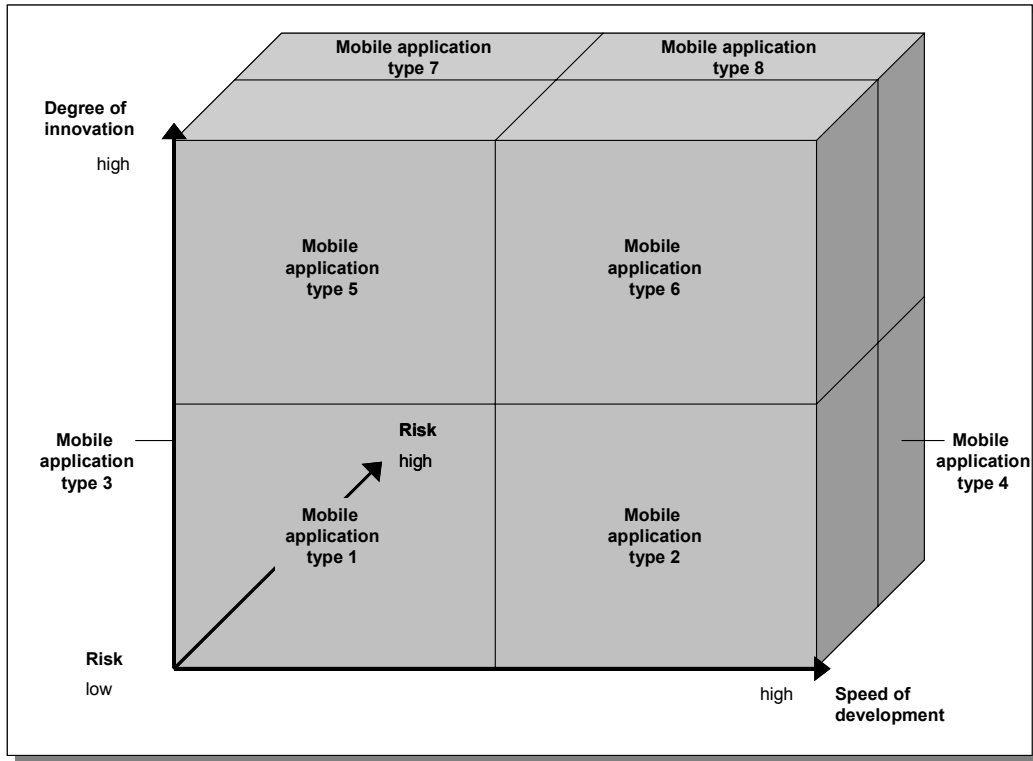 Mobile application
type 7
Mobile application
type 8
Degree of
innovation
high
Mobile
application
type 5
Mobile
application
type 6
Mobile
application
type 3
Risk
high
Mobile
application
type 4
Mobile
application
type 1
Mobile
application
type 2
Risk
low
high
Speed of
development